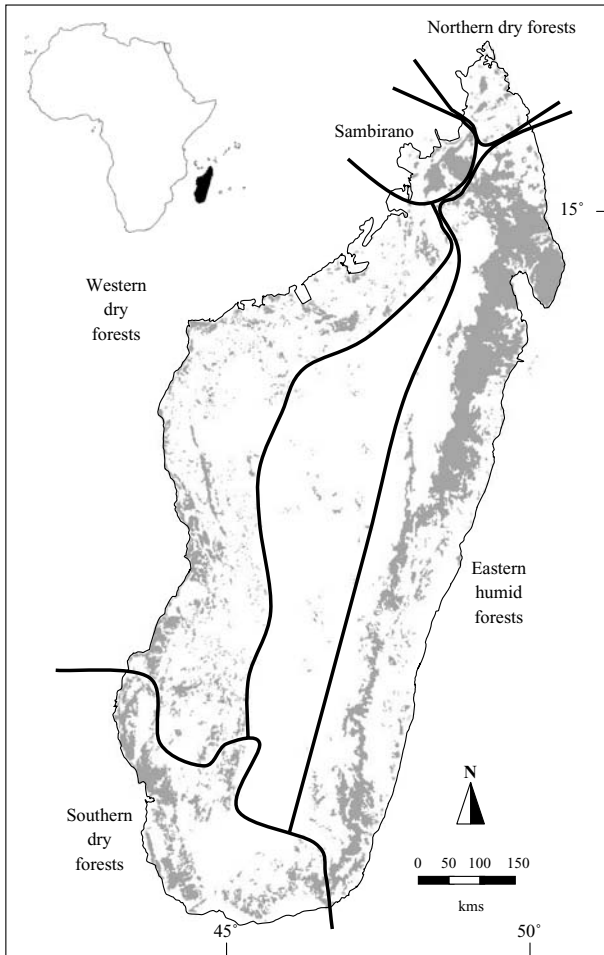 Northern dry forests
Sambirano
15°
Western
dry
forests
Eastern
humid
forests
N
Southern
dry
forests
0 50 100 150
kms
45°
50°